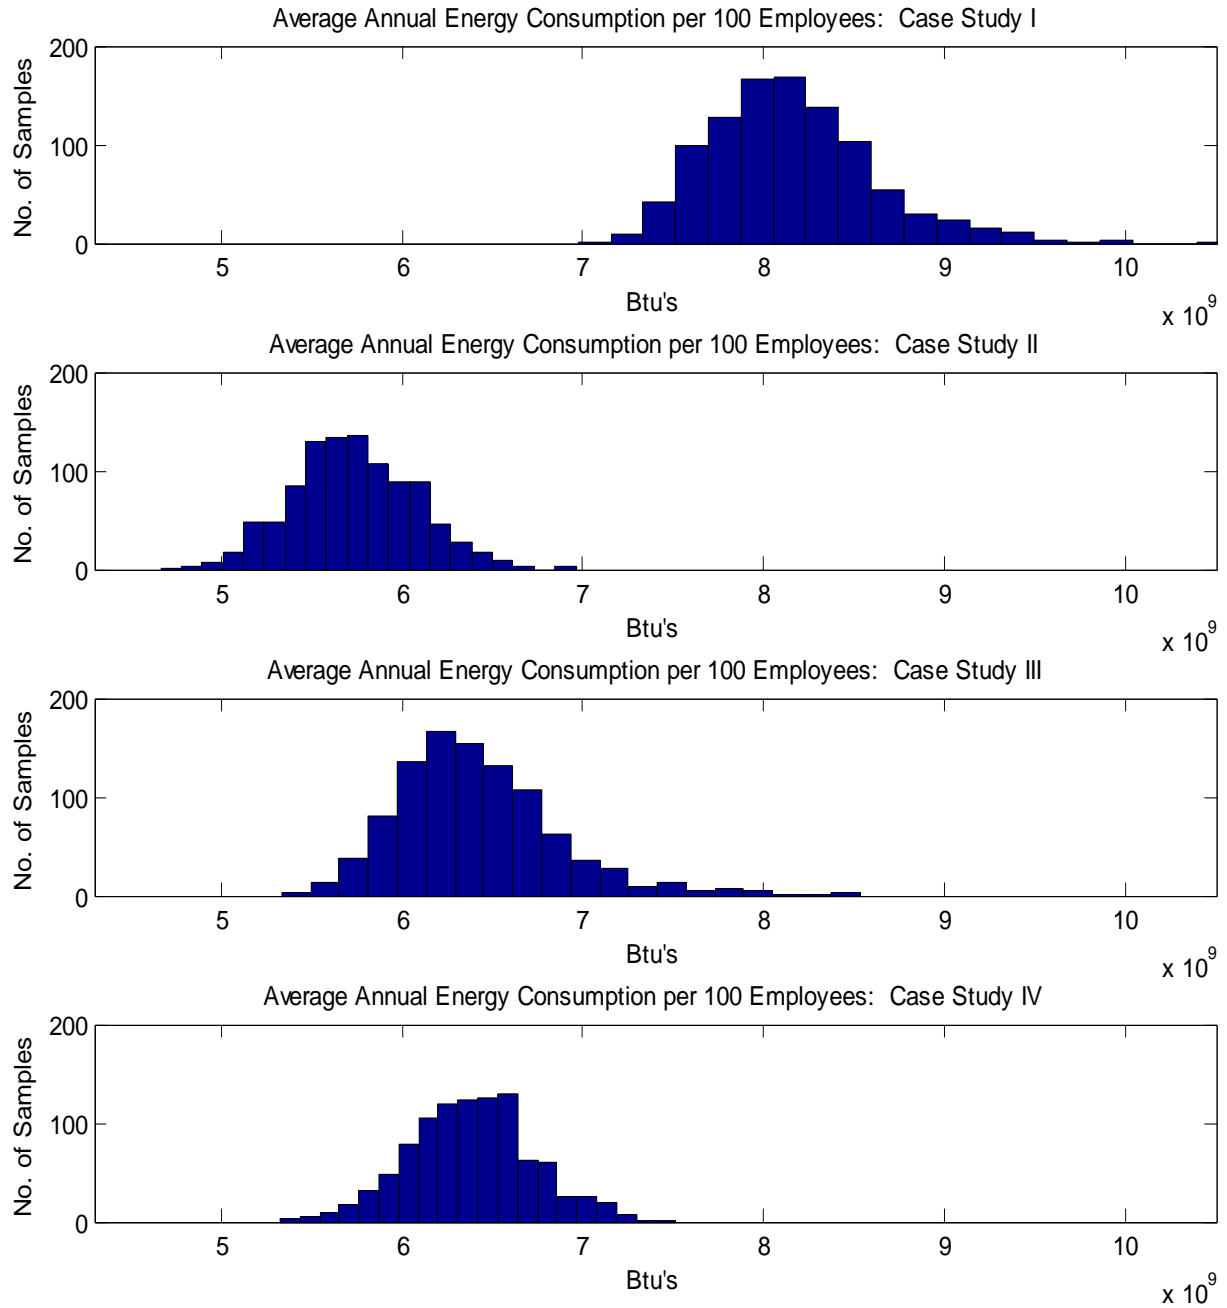 Average Annual Energy Consumption per 100 Employees: Case Study I
No. of Samples
200
100
0
5 6 7 8 9 10
Btu's
x 10^9
Average Annual Energy Consumption per 100 Employees: Case Study II
No. of Samples
200
100
0
5 6 7 8 9 10
Btu's
x 10^9
Average Annual Energy Consumption per 100 Employees: Case Study III
No. of Samples
200
100
0
5 6 7 8 9 10
Btu's
x 10^9
Average Annual Energy Consumption per 100 Employees: Case Study IV
No. of Samples
200
100
0
5 6 7 8 9 10
Btu's
x 10^9